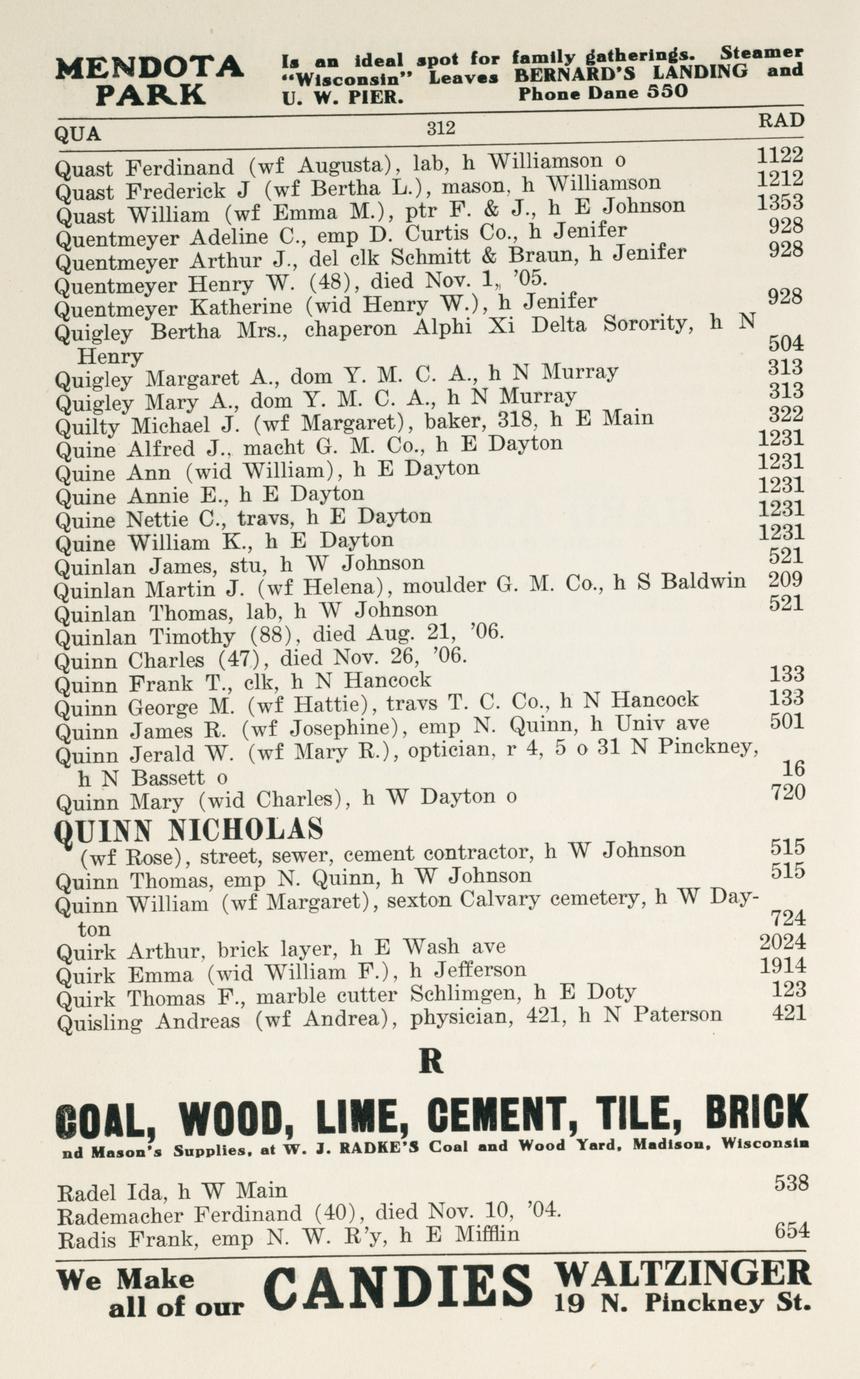 MENDOTA PARK
Is an ideal spot for family gatherings. Steamer
"Wisconsin" Leaves BERNARD'S LANDING and
U. W. PIER. Phone Dane 550
QUA 312 RAD
Quast Ferdinand (wf Augusta), lab, h Williamson o 1122
Quast Frederick J (wf Bertha L.), mason, h Williamson 1212
Quast William (wf Emma M.), ptr F. & J., h E Johnson 1353
Quentmeyer Adeline C., emp D. Curtis Co., h Jenifer 928
Quentmeyer Arthur J., del clk Schmitt & Braun, h Jenifer 928
Quentmeyer Henry W. (48), died Nov. 1, '05.
Quentmeyer Katherine (wid Henry W.), h Jenifer 928
Quigley Bertha Mrs., chaperon Alphi Xi Delta Sorority, h N
Henry 504
Quigley Margaret A., dom Y. M. C. A., h N Murray 313
Quigley Mary A., dom Y. M. C. A., h N Murray 313
Quilty Michael J. (wf Margaret), baker, 318, h E Main 322
Quine Alfred J., macht G. M. Co., h E Dayton 1231
Quine Ann (wid William), h E Dayton 1231
Quine Annie E., h E Dayton 1231
Quine Nettie C., travs, h E Dayton 1231
Quine William K., h E Dayton 1231
Quinlan James, stu, h W Johnson 521
Quinlan Martin J. (wf Helena), moulder G. M. Co., h S Baldwin 209
Quinlan Thomas, lab, h W Johnson 521
Quinlan Timothy (88), died Aug. 21, '06.
Quinn Charles (47), died Nov. 26, '06.
Quinn Frank T., clk, h N Hancock 133
Quinn George M. (wf Hattie), travs T. C. Co., h N Hancock 133
Quinn James R. (wf Josephine), emp N. Quinn, h Univ ave 501
Quinn Jerald W. (wf Mary R.), optician, r 4, 5 o 31 N Pinckney,
h N Bassett o 16
Quinn Mary (wid Charles), h W Dayton o 720
QUINN NICHOLAS
(wf Rose), street, sewer, cement contractor, h W Johnson 515
Quinn Thomas, emp N. Quinn, h W Johnson 515
Quinn William (wf Margaret), sexton Calvary cemetery, h W Day-
ton 724
Quirk Arthur, brick layer, h E Wash ave 2024
Quirk Emma (wid William F.), h Jefferson 1914
Quirk Thomas F., marble cutter Schlimgen, h E Doty 123
Quisling Andreas (wf Andrea), physician, 421, h N Paterson 421
R
COAL, WOOD, LIME, CEMENT, TILE, BRICK
nd Mason's Supplies, at W. J. RADKE'S Coal and Wood Yard, Madison, Wisconsin
Radel Ida, h W Main 538
Rademacher Ferdinand (40), died Nov. 10, '04.
Radis Frank, emp N. W. R'y, h E Mifflin 654
We Make all of our
CANDIES
WALTZINGER
19 N. Pinckney St.